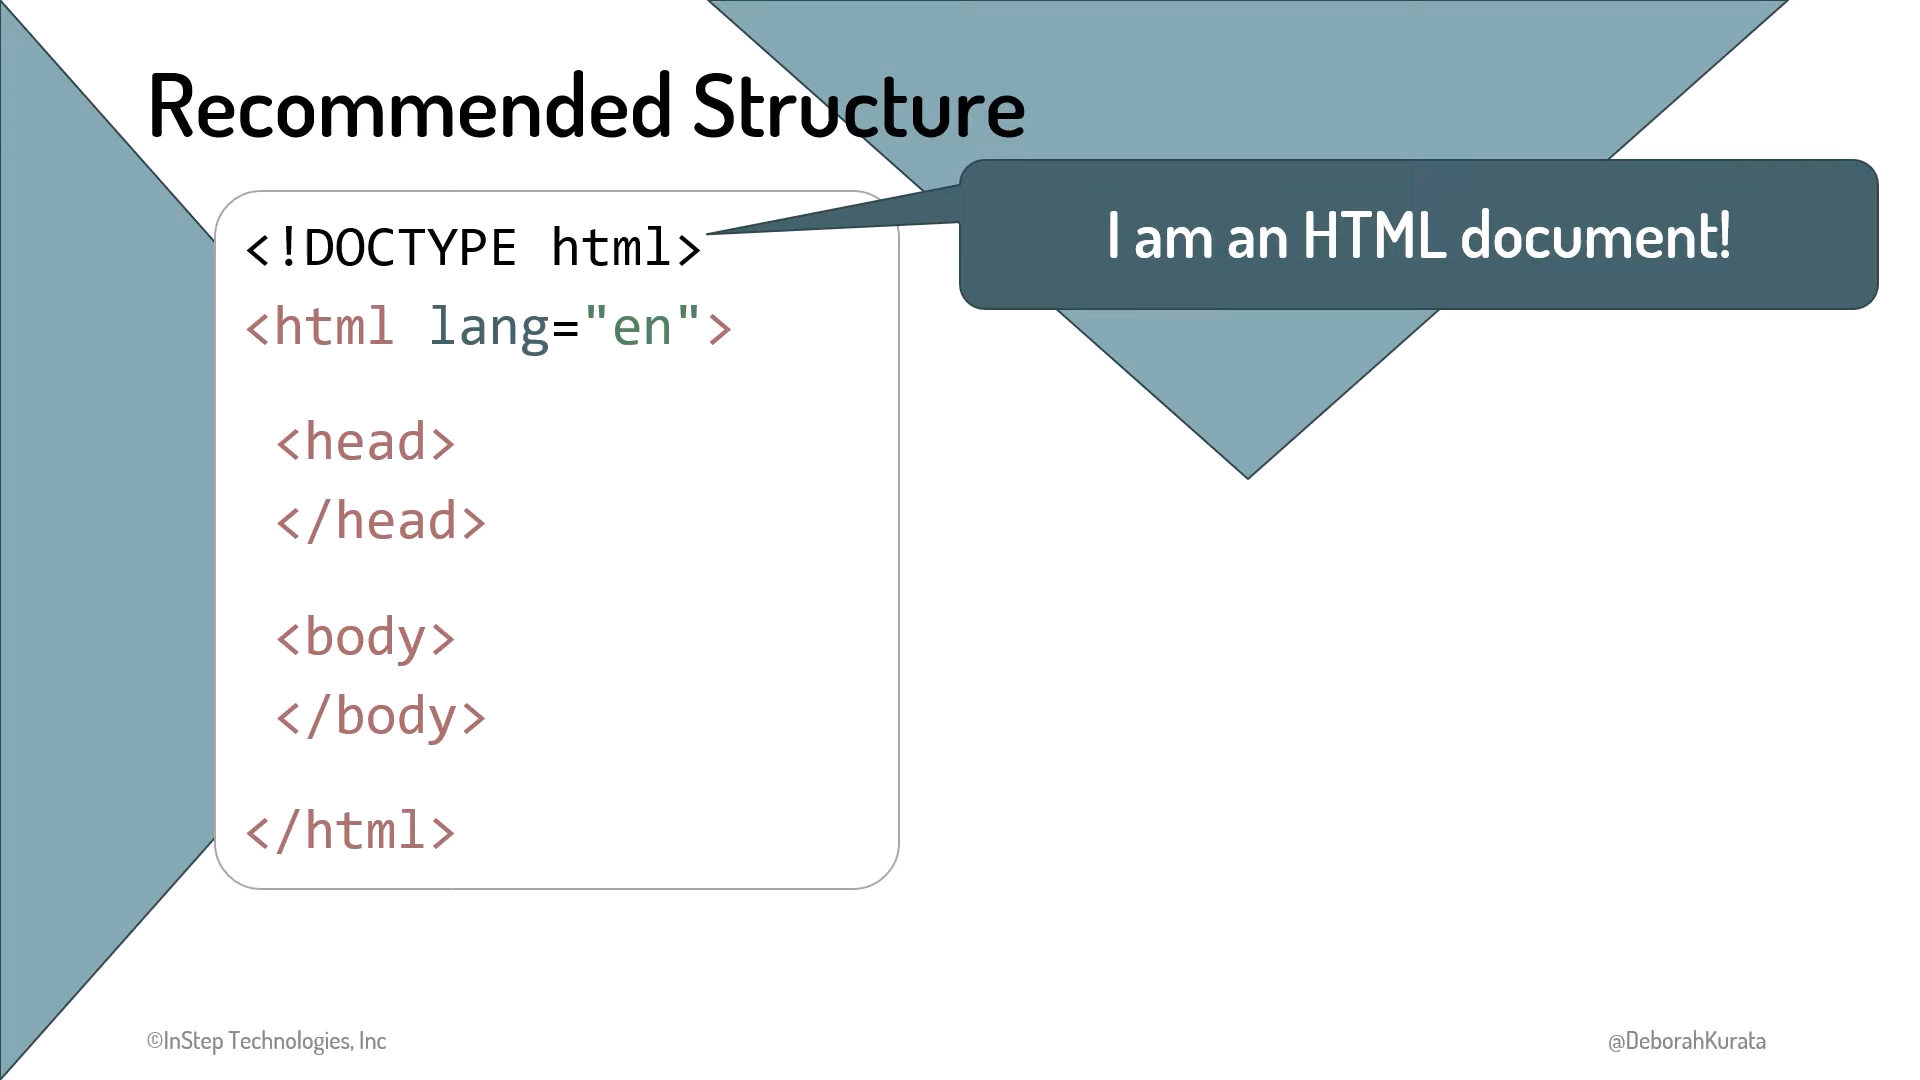 Recommended Structure
I am an HTML document!
<!DOCTYPE html>
<html lang="en">
<head>
</head>
<body>
</body>
</html>
©InStep Technologies, Inc
@DeborahKurata